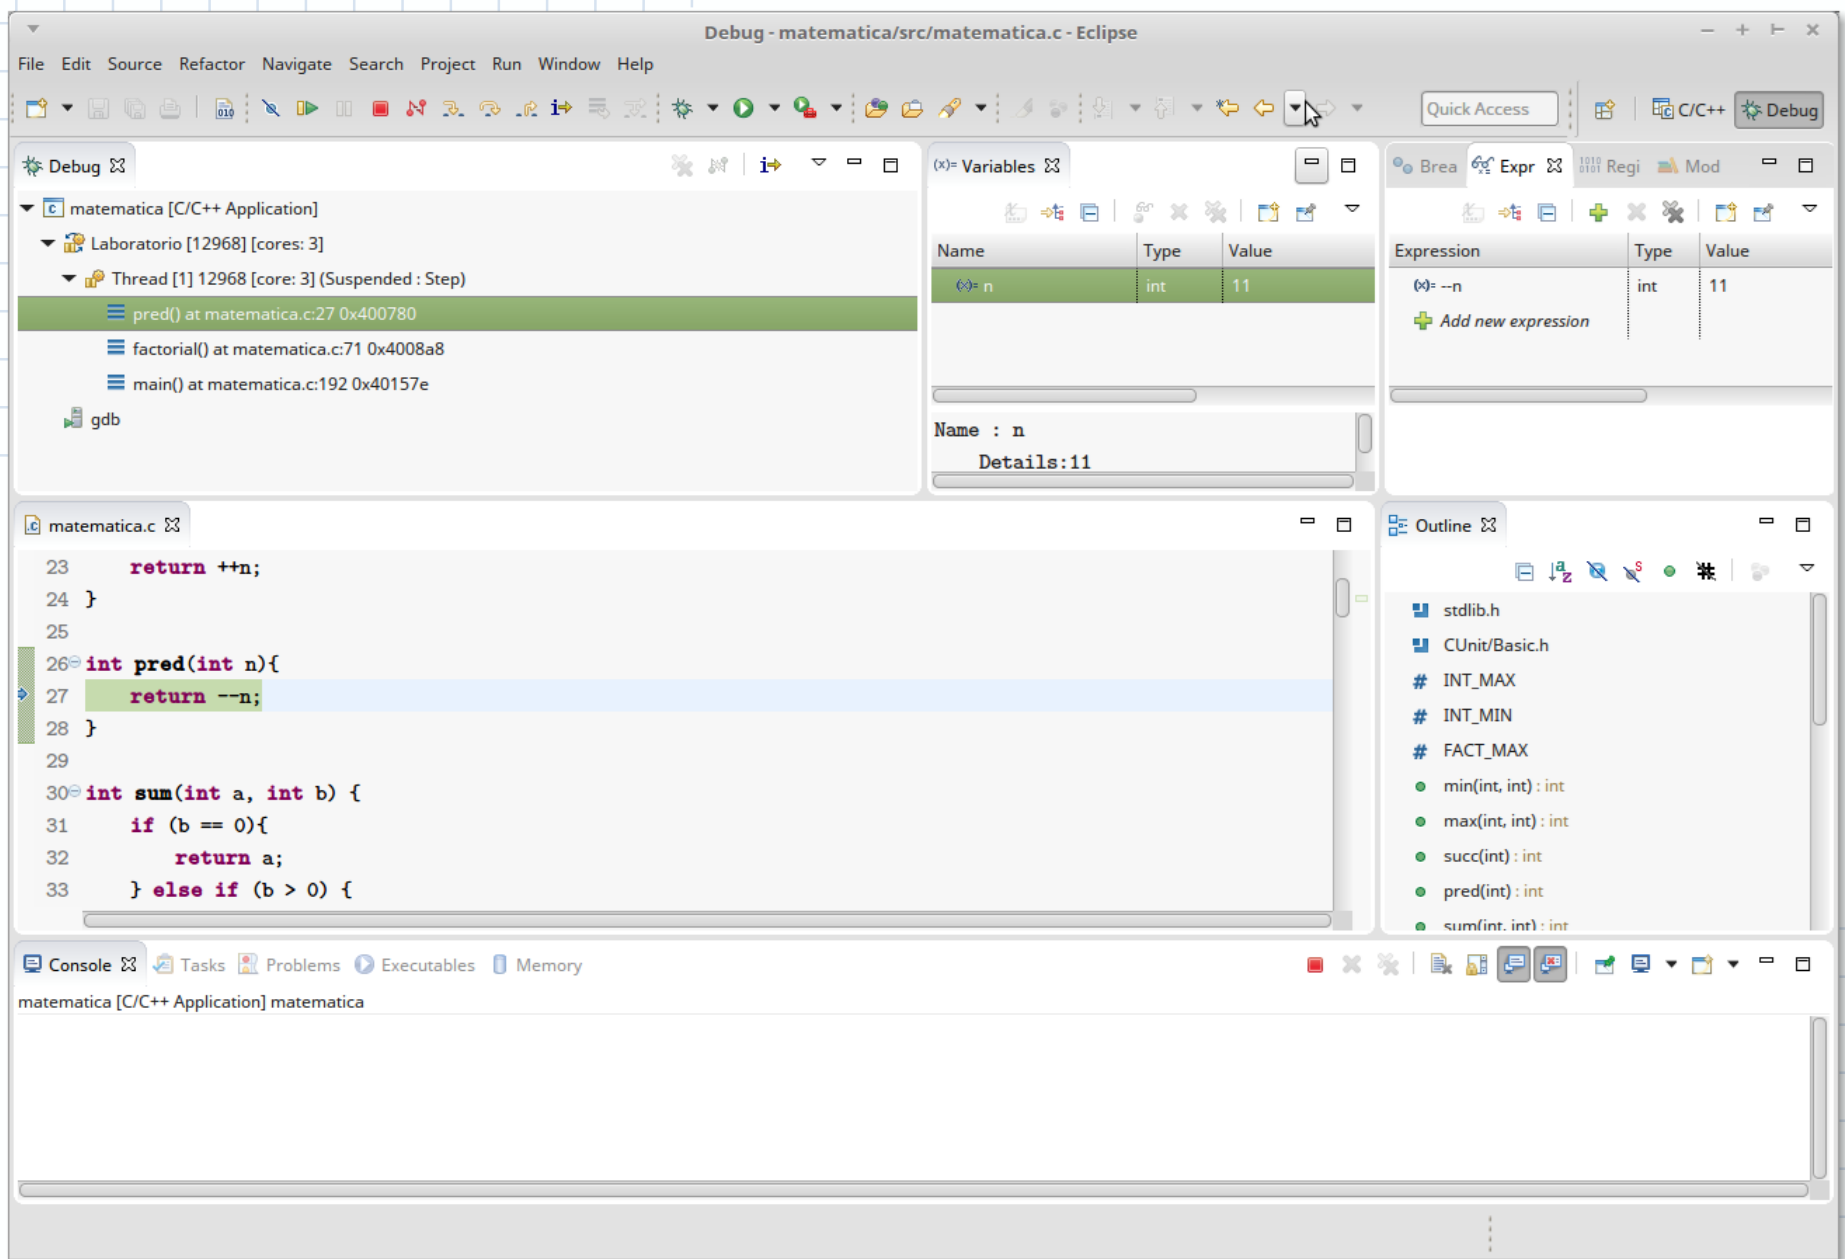 Debug - matematica/src/matematica.c - Eclipse
File Edit Source Refactor Navigate Search Project Run Window Help
Quick Access
C/C++
Debug
Debug
matematica [C/C++ Application]
Laboratorio [12968] [cores: 3]
Thread [1] 12968 [core: 3] (Suspended : Step)
pred() at matematica.c:27 0x400780
factorial() at matematica.c:71 0x4008a8
main() at matematica.c:192 0x40157e
gdb
(x)= Variables
Name Type Value
(x)= n int 11
Name : n
Details:11
Brea Expr Regi Mod
Expression Type Value
(x)= --n int 11
Add new expression
matematica.c
23 return ++n;
24 }
25
26 int pred(int n){
27 return --n;
28 }
29
30 int sum(int a, int b) {
31 if (b == 0){
32 return a;
33 } else if (b > 0) {
Outline
stdlib.h
CUnit/Basic.h
# INT_MAX
# INT_MIN
# FACT_MAX
min(int, int) : int
max(int, int) : int
succ(int) : int
pred(int) : int
sum(int, int) : int
Console Tasks Problems Executables Memory
matematica [C/C++ Application] matematica